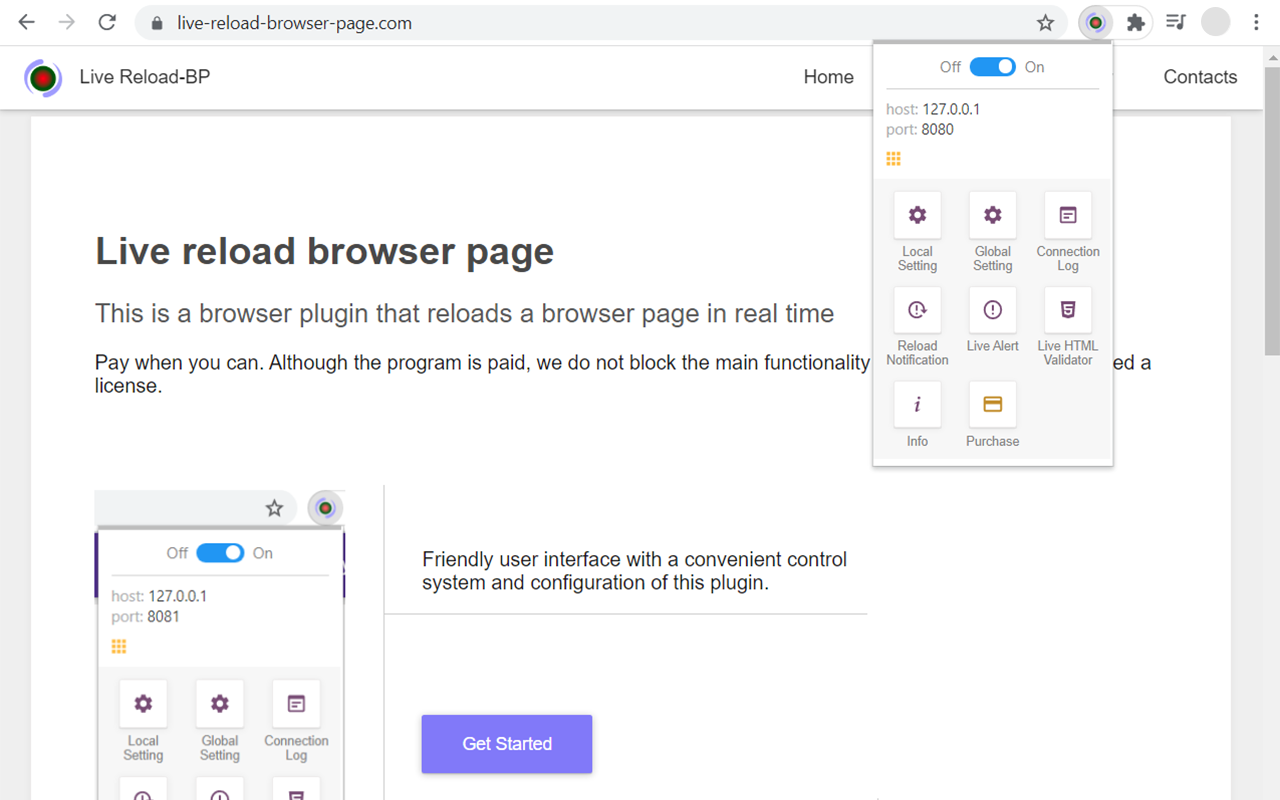 live-reload-browser-page.com
Live Reload-BP
Home
Contacts
Off On
host: 127.0.0.1
port: 8080
Local Setting
Global Setting
Connection Log
Reload Notification
Live Alert
Live HTML Validator
Info
Purchase
Live reload browser page
This is a browser plugin that reloads a browser page in real time
Pay when you can. Although the program is paid, we do not block the main functionality ed a
license.
Off On
host: 127.0.0.1
port: 8081
Local Setting
Global Setting
Connection Log
Friendly user interface with a convenient control
system and configuration of this plugin.
Get Started